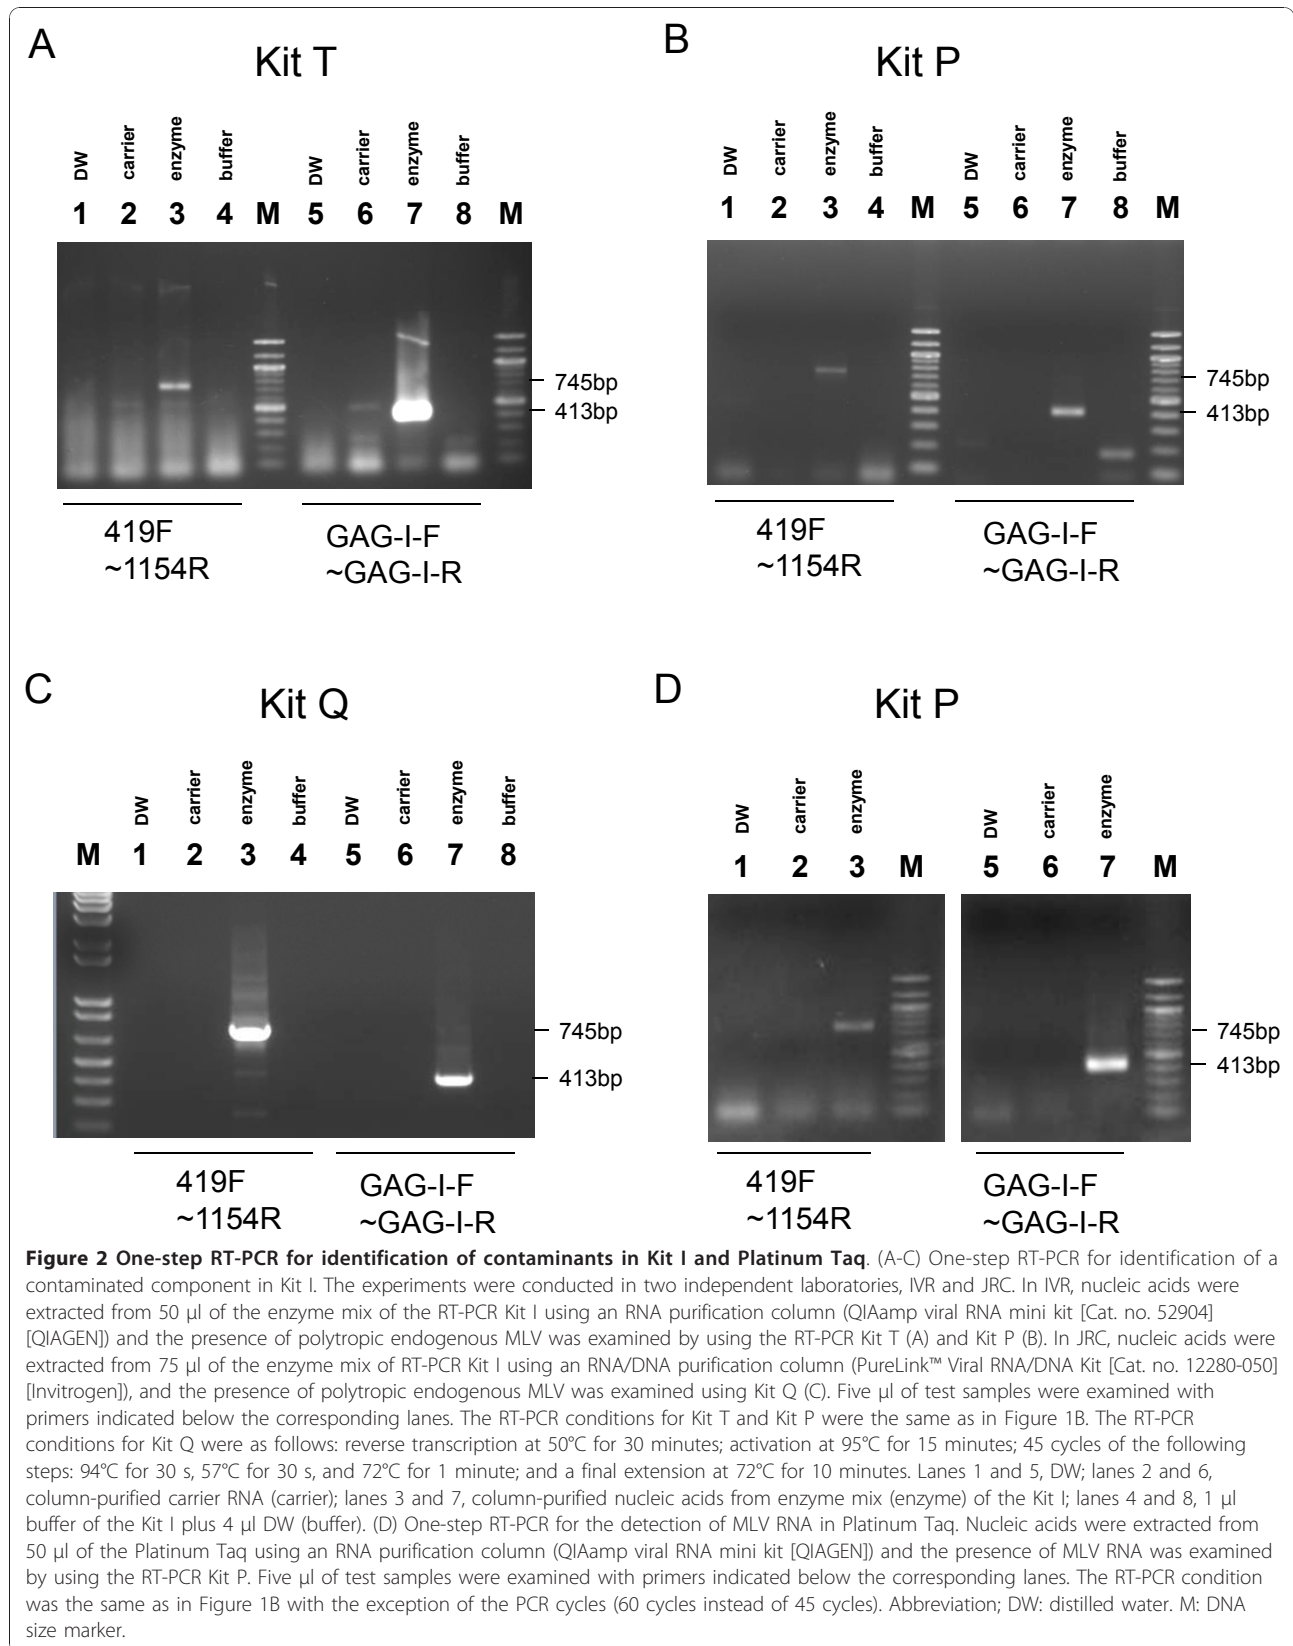 A
Kit T
DW
carrier
enzyme
buffer
DW
carrier
enzyme
buffer
1 2 3 4 M 5 6 7 8 M
745bp
413bp
419F
~1154R
GAG-I-F
~GAG-I-R
B
Kit P
DW
carrier
enzyme
buffer
DW
carrier
enzyme
buffer
1 2 3 4 M 5 6 7 8 M
745bp
413bp
419F
~1154R
GAG-I-F
~GAG-I-R
C
Kit Q
DW
carrier
enzyme
buffer
DW
carrier
enzyme
buffer
M 1 2 3 4 5 6 7 8
745bp
413bp
419F
~1154R
GAG-I-F
~GAG-I-R
D
Kit P
DW
carrier
enzyme
DW
carrier
enzyme
1 2 3 M 5 6 7 M
745bp
413bp
419F
~1154R
GAG-I-F
~GAG-I-R
Figure 2 One-step RT-PCR for identification of contaminants in Kit I and Platinum Taq. (A-C) One-step RT-PCR for identification of a
contaminated component in Kit I. The experiments were conducted in two independent laboratories, IVR and JRC. In IVR, nucleic acids were
extracted from 50 μl of the enzyme mix of the RT-PCR Kit I using an RNA purification column (QIAamp viral RNA mini kit [Cat. no. 52904]
[QIAGEN]) and the presence of polytropic endogenous MLV was examined by using the RT-PCR Kit T (A) and Kit P (B). In JRC, nucleic acids were
extracted from 75 μl of the enzyme mix of RT-PCR Kit I using an RNA/DNA purification column (PureLink™ Viral RNA/DNA Kit [Cat. no. 12280-050]
[Invitrogen]), and the presence of polytropic endogenous MLV was examined using Kit Q (C). Five μl of test samples were examined with
primers indicated below the corresponding lanes. The RT-PCR conditions for Kit T and Kit P were the same as in Figure 1B. The RT-PCR
conditions for Kit Q were as follows: reverse transcription at 50°C for 30 minutes; activation at 95°C for 15 minutes; 45 cycles of the following
steps: 94°C for 30 s, 57°C for 30 s, and 72°C for 1 minute; and a final extension at 72°C for 10 minutes. Lanes 1 and 5, DW; lanes 2 and 6,
column-purified carrier RNA (carrier); lanes 3 and 7, column-purified nucleic acids from enzyme mix (enzyme) of the Kit I; lanes 4 and 8, 1 μl
buffer of the Kit I plus 4 μl DW (buffer). (D) One-step RT-PCR for the detection of MLV RNA in Platinum Taq. Nucleic acids were extracted from
50 μl of the Platinum Taq using an RNA purification column (QIAamp viral RNA mini kit [QIAGEN]) and the presence of MLV RNA was examined
by using the RT-PCR Kit P. Five μl of test samples were examined with primers indicated below the corresponding lanes. The RT-PCR condition
was the same as in Figure 1B with the exception of the PCR cycles (60 cycles instead of 45 cycles). Abbreviation; DW: distilled water. M: DNA
size marker.